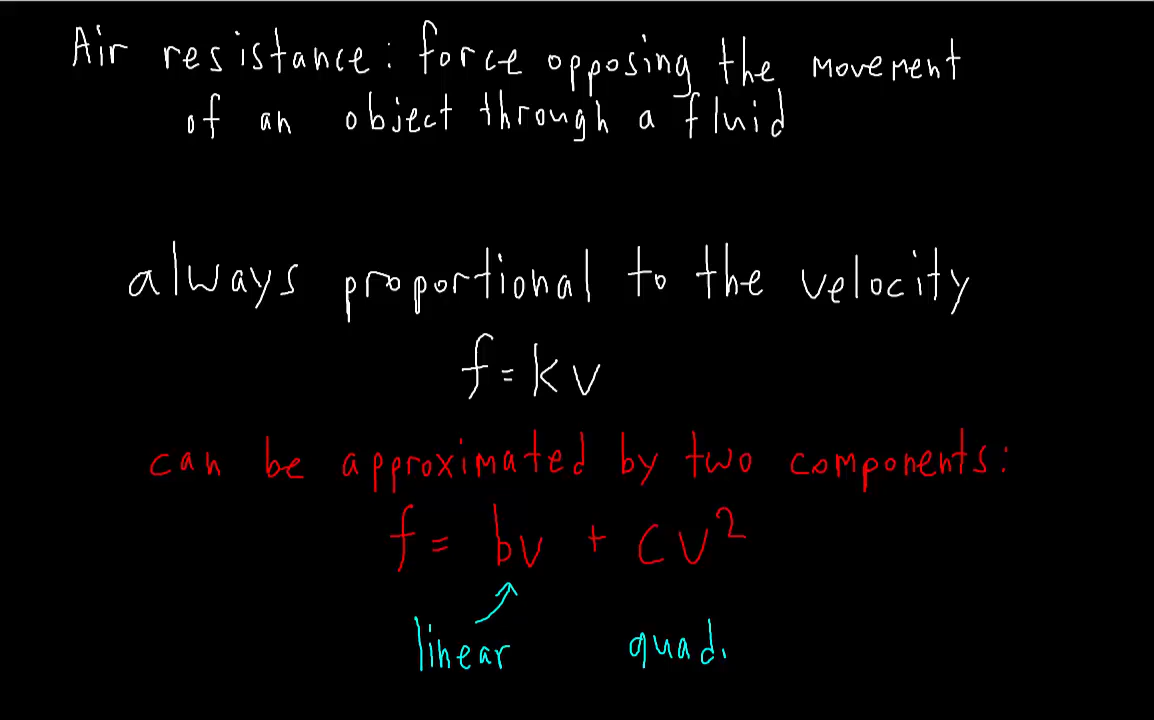 Air resistance: force opposing the movement
of an object through a fluid
always proportional to the velocity
f = kv
can be approximated by two components:
f = bv + cv²
linear quad.